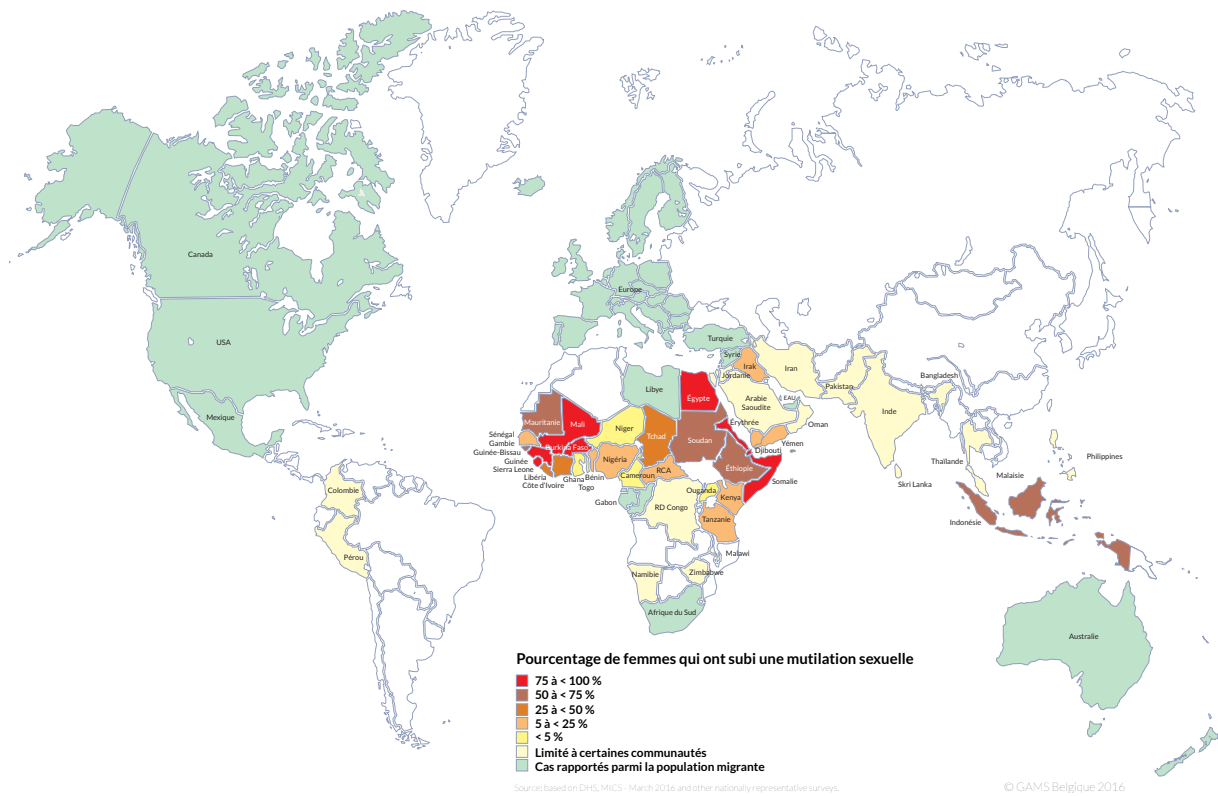 Canada
USA
Mexique
Colombie
Pérou
Europe
Turquie
Syrie
Irak
Jordanie
Iran
Pakistan
Bangladesh
Inde
Arabie
Saoudite
EAU
Oman
Yémen
Libye
Égypte
Mauritanie
Mali
Niger
Tchad
Soudan
Érythrée
Djibouti
Sénégal
Gambie
Guinée-Bissau
Guinée
Sierra Leone
Libéria
Côte d'Ivoire
Burkina Faso
Ghana
Togo
Bénin
Nigéria
Cameroun
RCA
Éthiopie
Somalie
Gabon
RD Congo
Ouganda
Kenya
Tanzanie
Malawi
Namibie
Zimbabwe
Afrique du Sud
Thaïlande
Skri Lanka
Malaisie
Philippines
Indonésie
Australie
Pourcentage de femmes qui ont subi une mutilation sexuelle
75 à < 100 %
50 à < 75 %
25 à < 50 %
5 à < 25 %
< 5 %
Limité à certaines communautés
Cas rapportés parmi la population migrante
Source: based on DHS, MICS - March 2016 and other nationally representative surveys.
© GAMS Belgique 2016